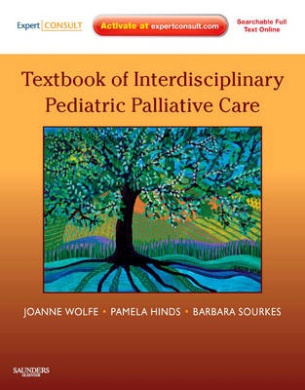 Expert CONSULT
Activate at expertconsult.com
Searchable Full
Text Online
Textbook of Interdisciplinary
Pediatric Palliative Care
JOANNE WOLFE • PAMELA HINDS • BARBARA SOURKES
SAUNDERS
ELSEVIER